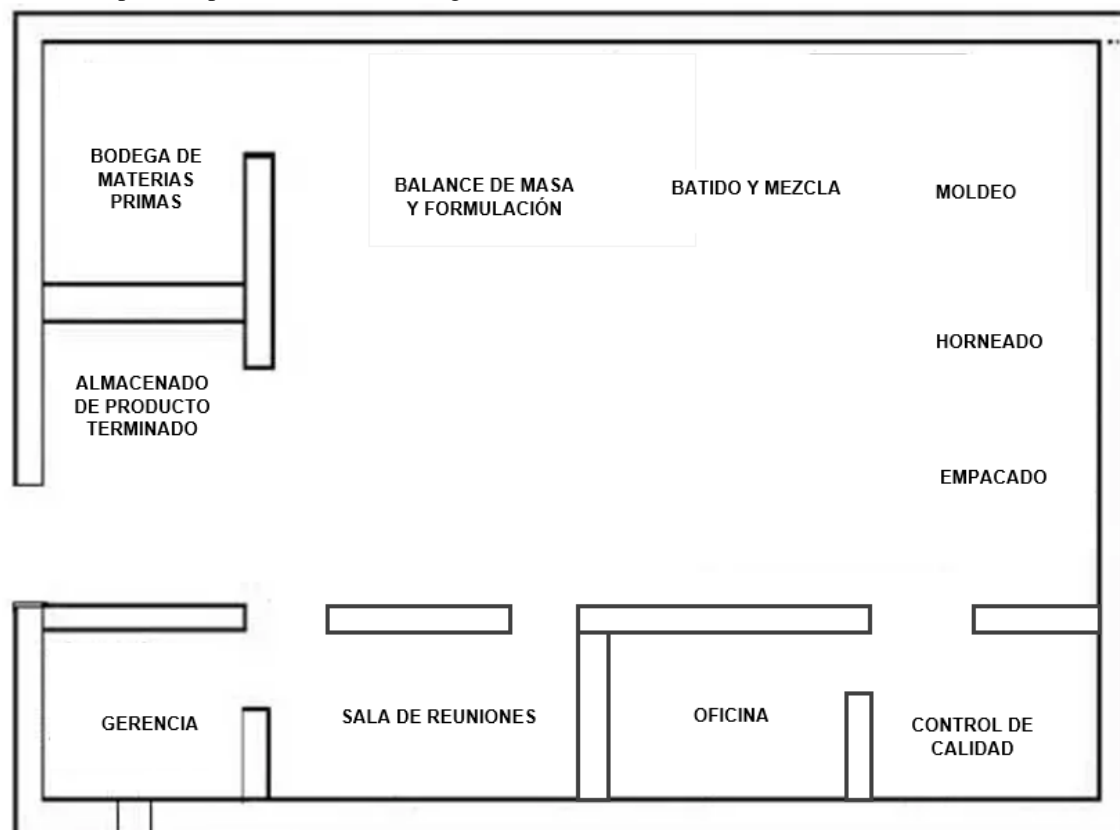 BODEGA DE
MATERIAS
PRIMAS
BALANCE DE MASA
Y FORMULACIÓN
BATIDO Y MEZCLA
MOLDEO
HORNEADO
ALMACENADO
DE PRODUCTO
TERMINADO
EMPACADO
GERENCIA
SALA DE REUNIONES
OFICINA
CONTROL DE
CALIDAD